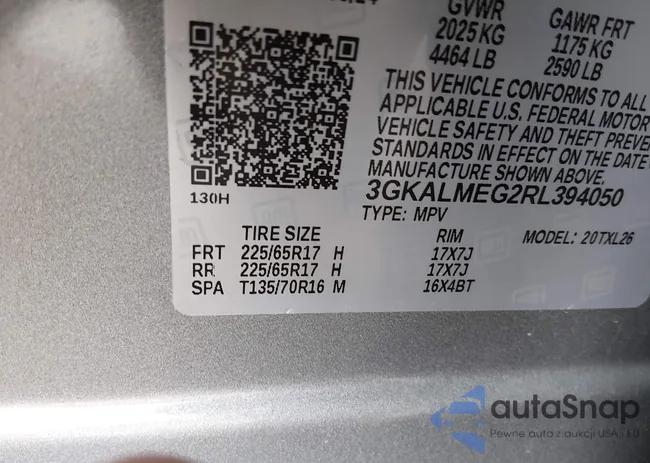 GVWR GAWR FRT
2025 KG 1175 KG
4464 LB 2590 LB
THIS VEHICLE CONFORMS TO ALL
APPLICABLE U.S. FEDERAL MOTOR
VEHICLE SAFETY AND THEFT PREVE
STANDARDS IN EFFECT ON THE DATE
MANUFACTURE SHOWN ABOVE.
3GKALMEG2RL394050
130H
TYPE: MPV MODEL: 20TXL26
TIRE SIZE RIM
FRT 225/65R17 H 17X7J
RR 225/65R17 H 17X7J
SPA T135/70R16 M 16X4BT
autaSnap
Pewne auta z aukcji USA i EU